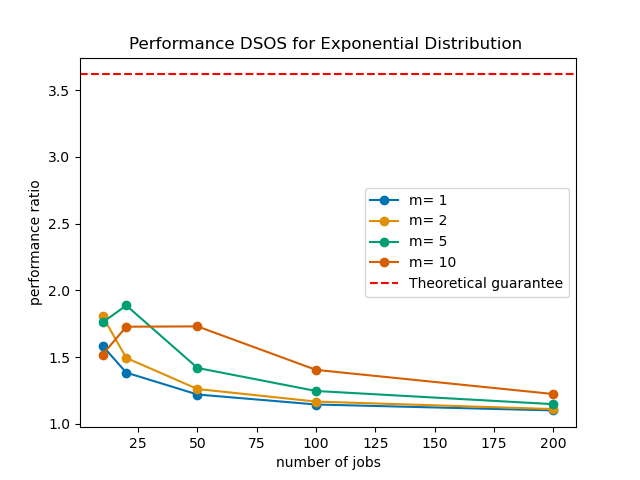 Performance DSOS for Exponential Distribution
performance ratio
3.5
3.0
2.5
2.0
1.5
1.0
m= 1
m= 2
m= 5
m= 10
Theoretical guarantee
25 50 75 100 125 150 175 200
number of jobs